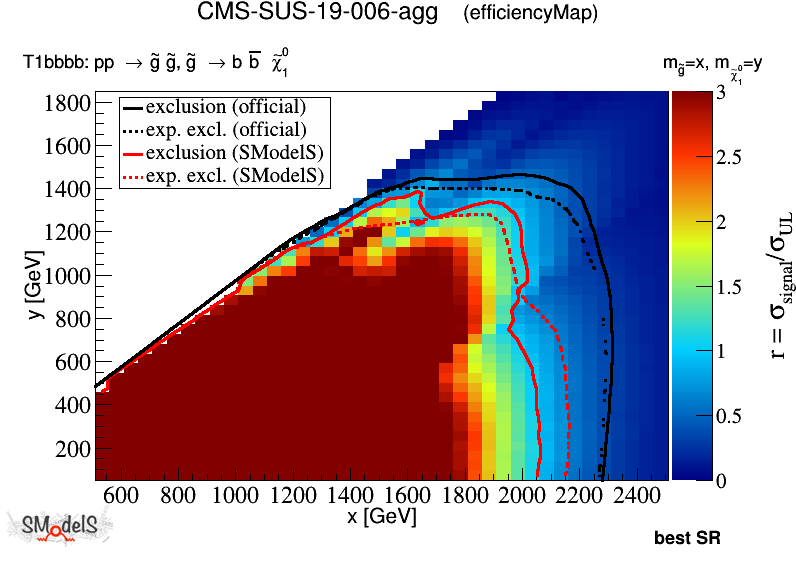 CMS-SUS-19-006-agg (efficiencyMap)
T1bbbb: pp → g̃ g̃, g̃ → b b̅ χ̃₁⁰
m_g̃=x, m_χ̃₁⁰=y
exclusion (official)
exp. excl. (official)
exclusion (SModelS)
exp. excl. (SModelS)
1800
1600
1400
1200
1000
800
600
400
200
y [GeV]
600 800 1000 1200 1400 1600 1800 2000 2200 2400
x [GeV]
3
2.5
2
1.5
1
0.5
0
r = σ_signal/σ_UL
SModelS
best SR